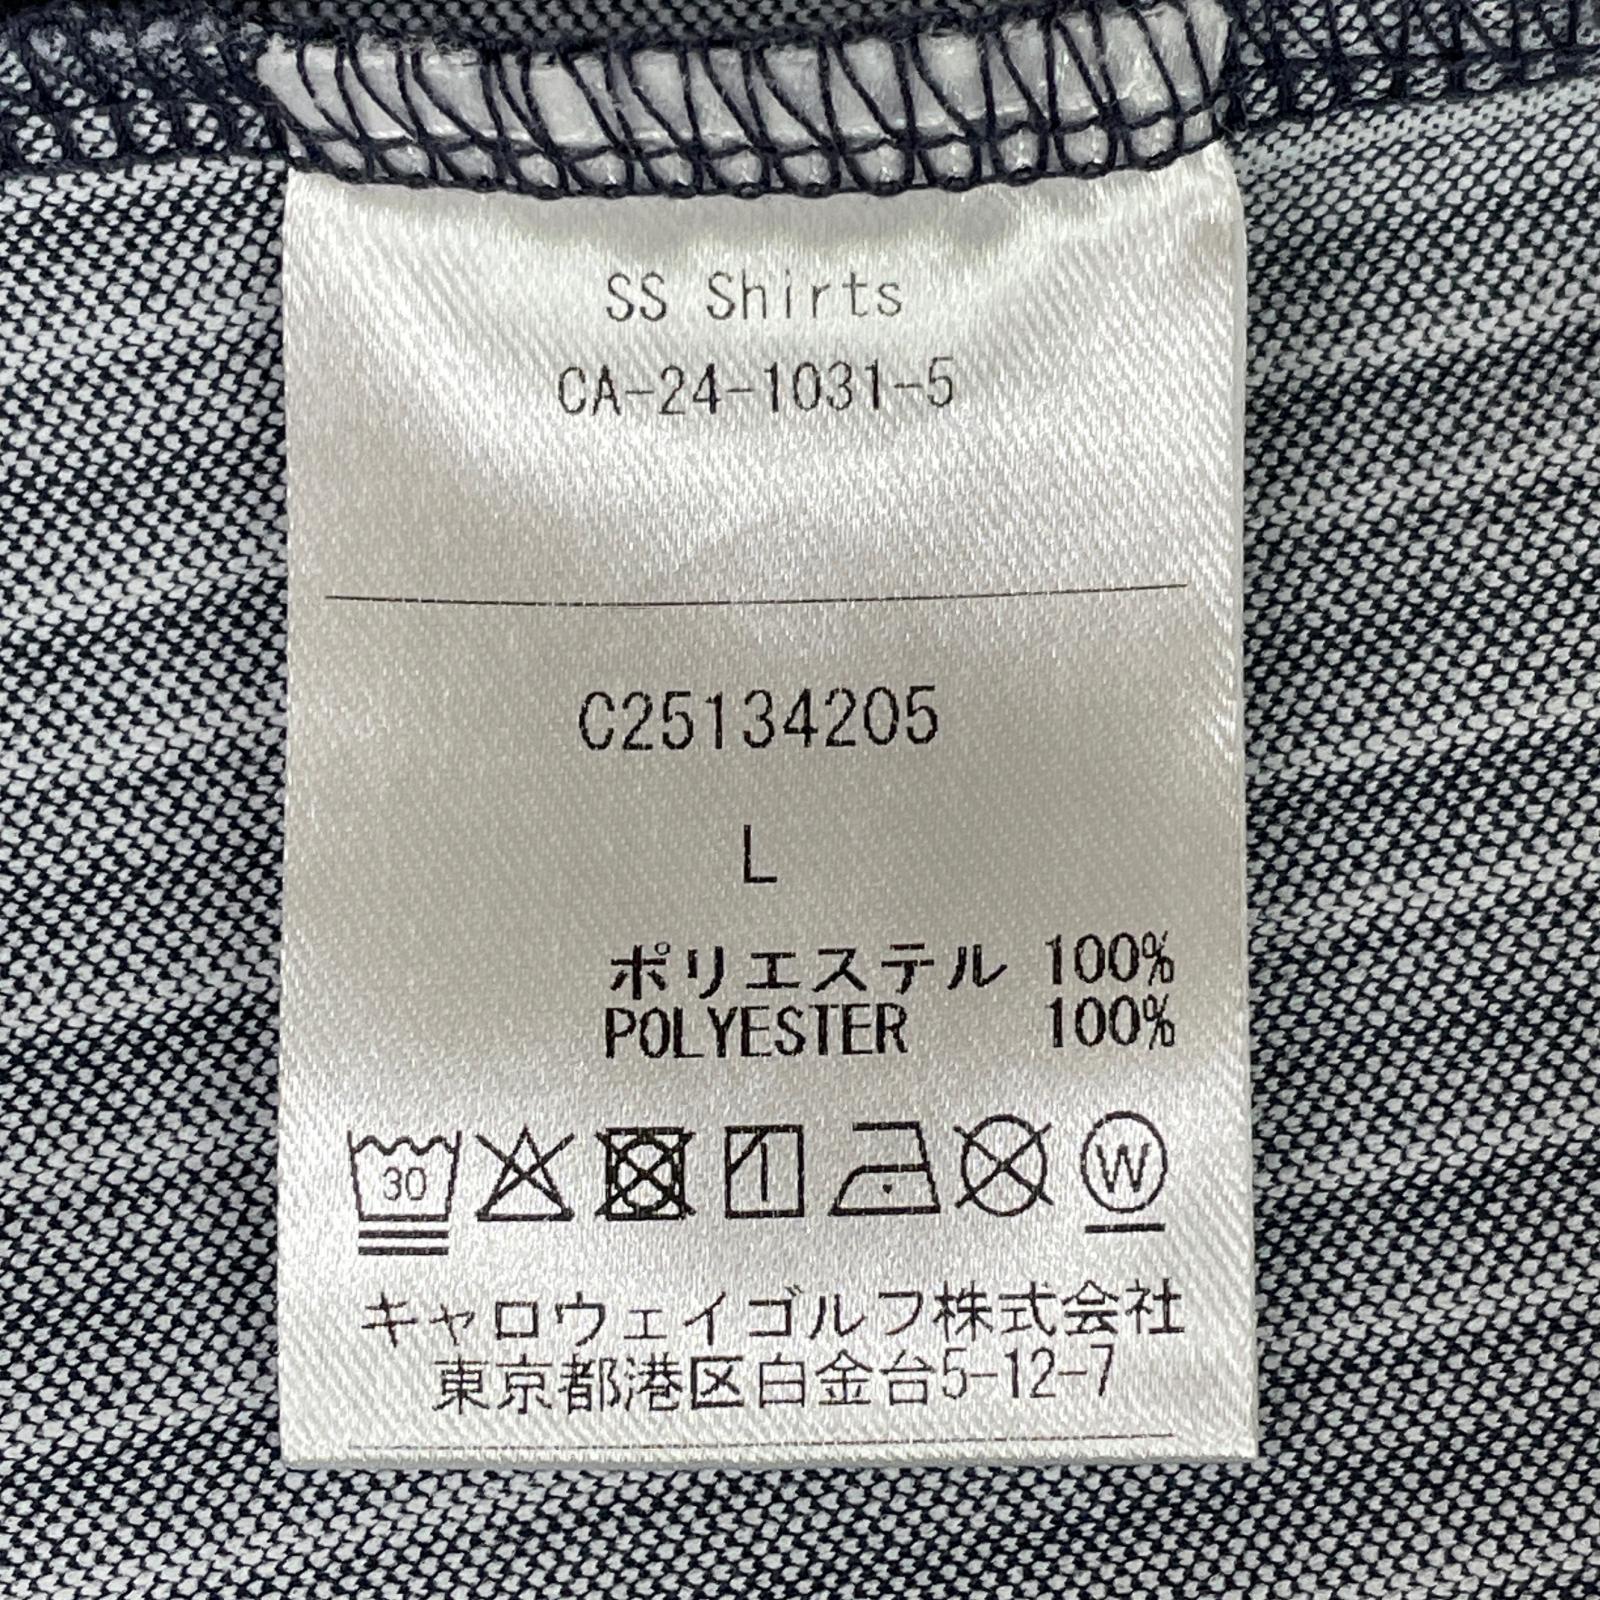 SS Shirts
CA-24-1031-5
C25134205
L
ポリエステル 100%
POLYESTER 100%
30
W
キャロウェイゴルフ株式会社
東京都港区白金台5-12-7